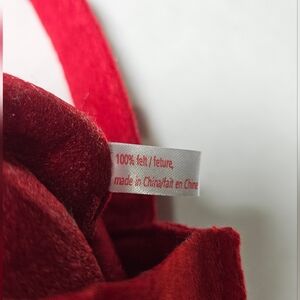 100% felt / feture,
made in China/fait en Chine